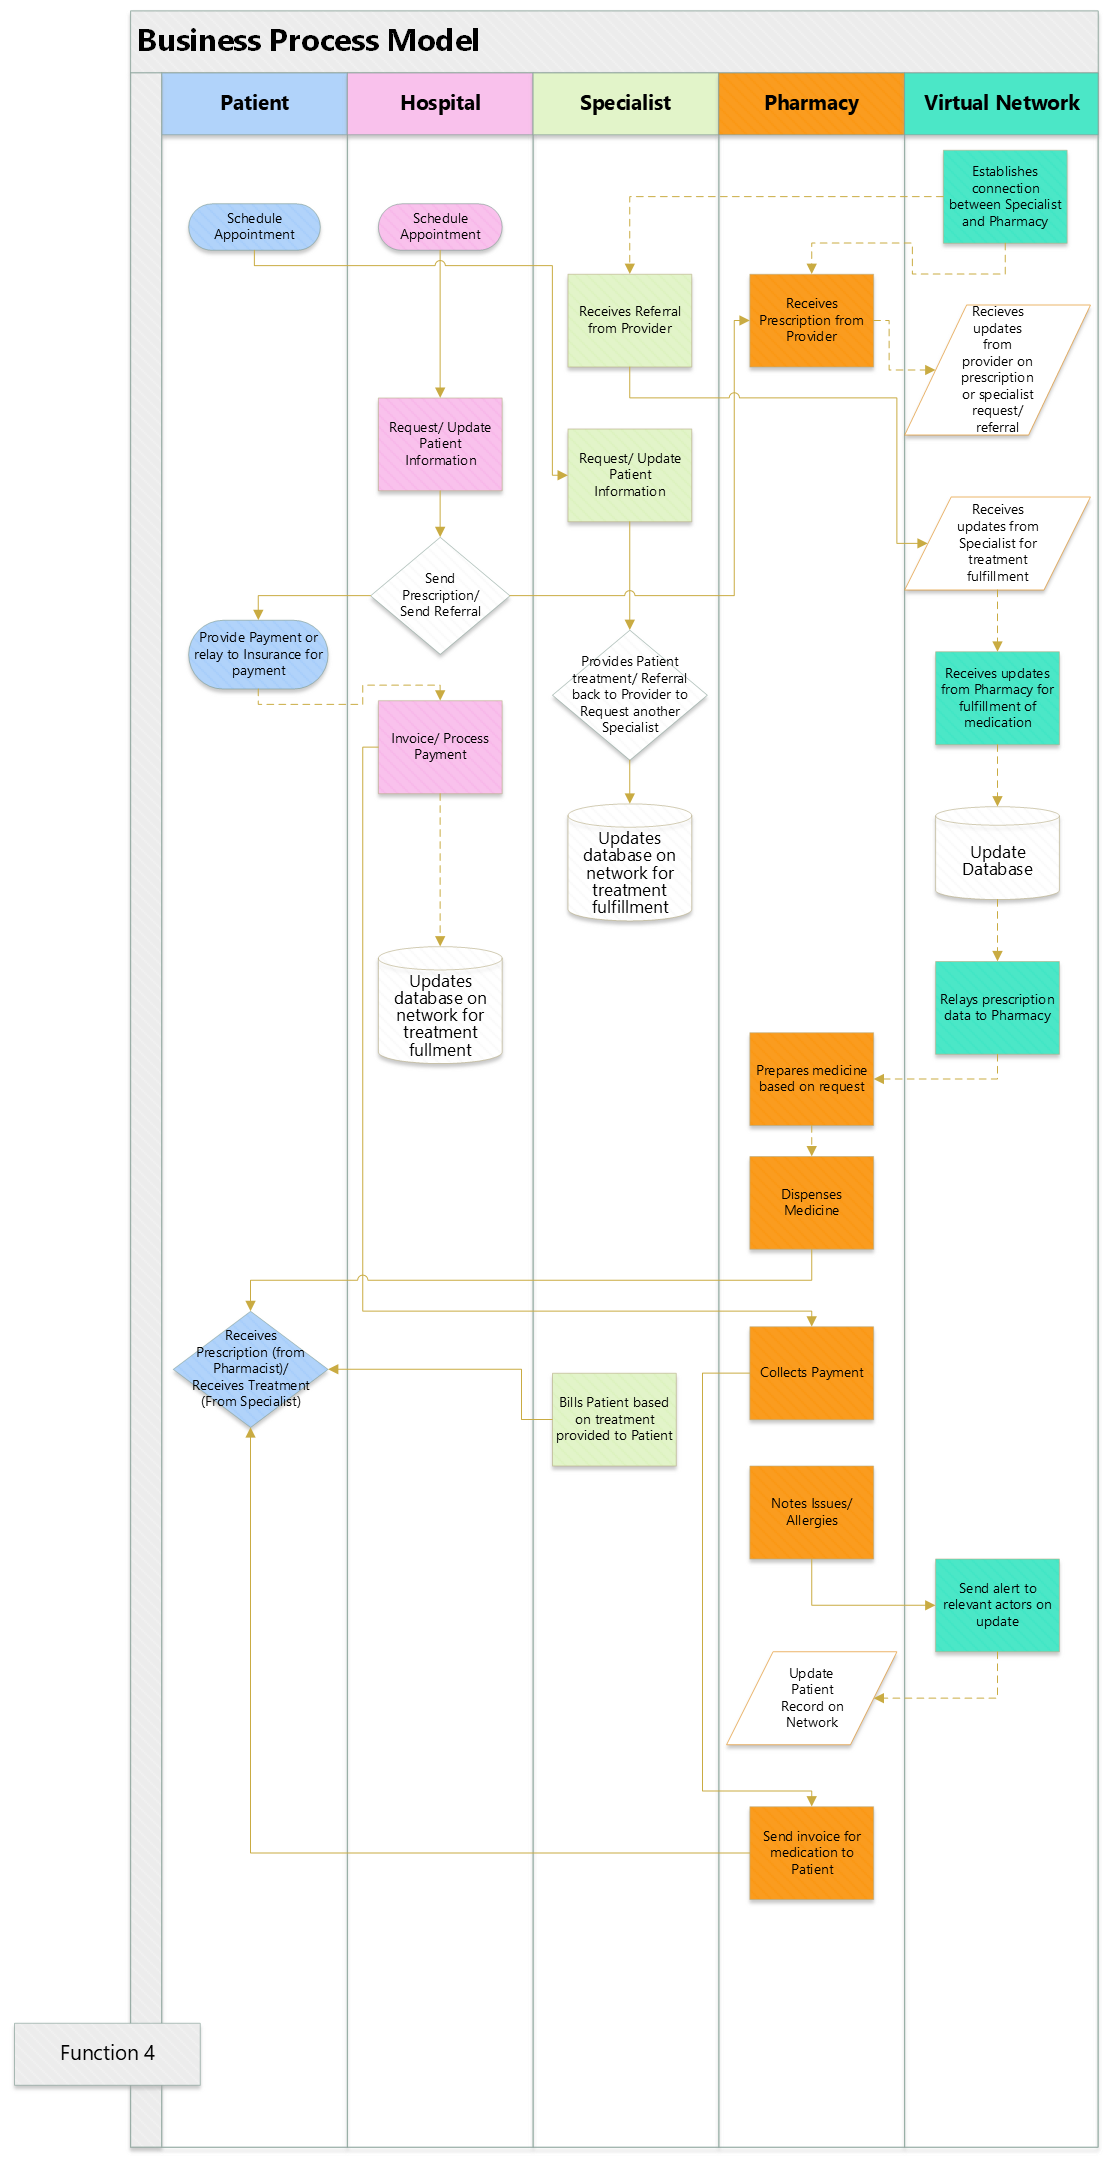 Business Process Model
Patient
Hospital
Specialist
Pharmacy
Virtual Network
Establishes
connection
between Specialist
and Pharmacy
Schedule
Appointment
Schedule
Appointment
Receives Referral
from Provider
Receives
Prescription from
Provider
Recieves
updates
from
provider on
prescription
or specialist
request/
referral
Request/ Update
Patient
Information
Request/ Update
Patient
Information
Receives
updates from
Specialist for
treatment
fulfillment
Send
Prescription/
Send Referral
Provide Payment or
relay to Insurance for
payment
Provides Patient
treatment/ Referral
back to Provider to
Request another
Specialist
Receives updates
from Pharmacy for
fulfillment of
medication
Invoice/ Process
Payment
Updates
database on
network for
treatment
fulfillment
Update
Database
Updates
database on
network for
treatment
fullment
Relays prescription
data to Pharmacy
Prepares medicine
based on request
Dispenses
Medicine
Receives
Prescription (from
Pharmacist)/
Receives Treatment
(From Specialist)
Collects Payment
Bills Patient based
on treatment
provided to Patient
Notes Issues/
Allergies
Send alert to
relevant actors on
update
Update
Patient
Record on
Network
Send invoice for
medication to
Patient
Function 4